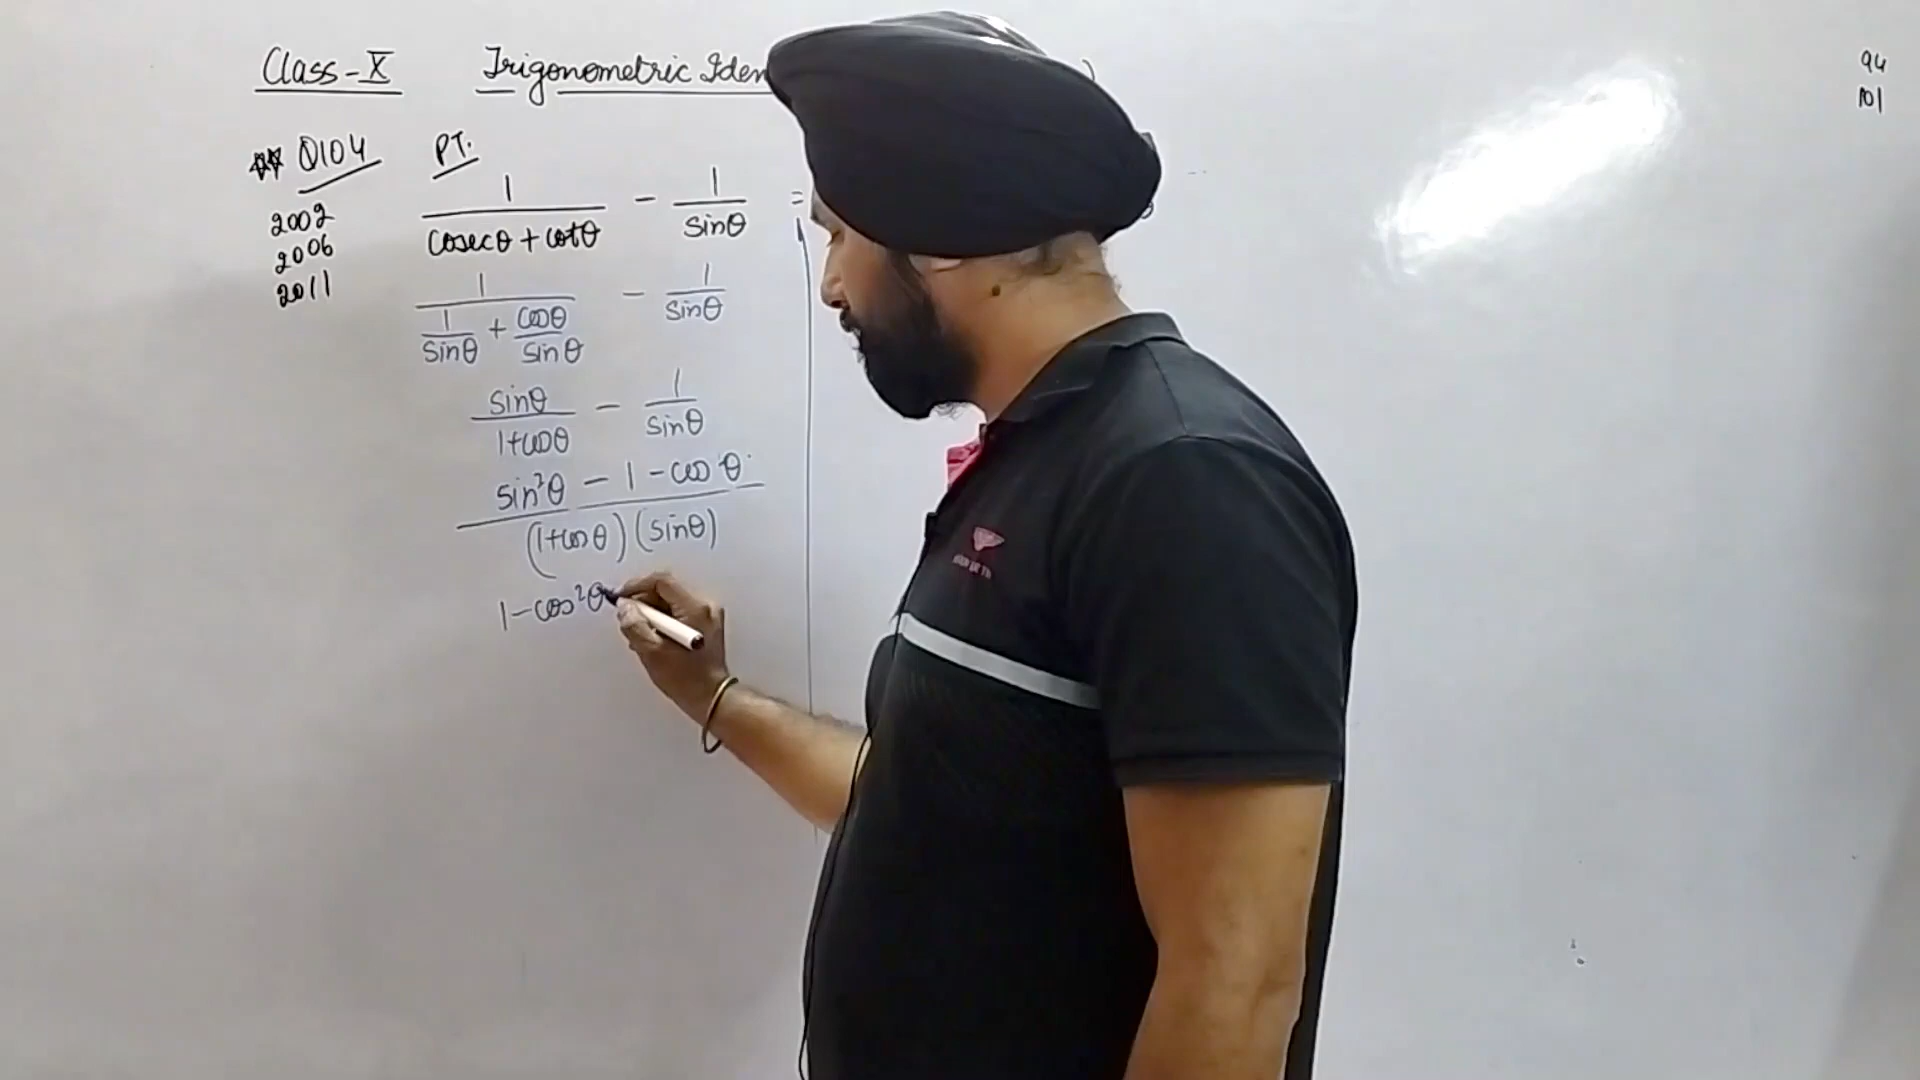 Class-X Trigonometric Iden
94
101
Q104 PT.
2002
2006
2011
1/(cosecθ + cotθ) - 1/sinθ =
1/(1/sinθ + cosθ/sinθ) - 1/sinθ
sinθ/(1+cosθ) - 1/sinθ
(sin²θ - 1 - cosθ)/((1+cosθ)(sinθ))
1-cos²θ